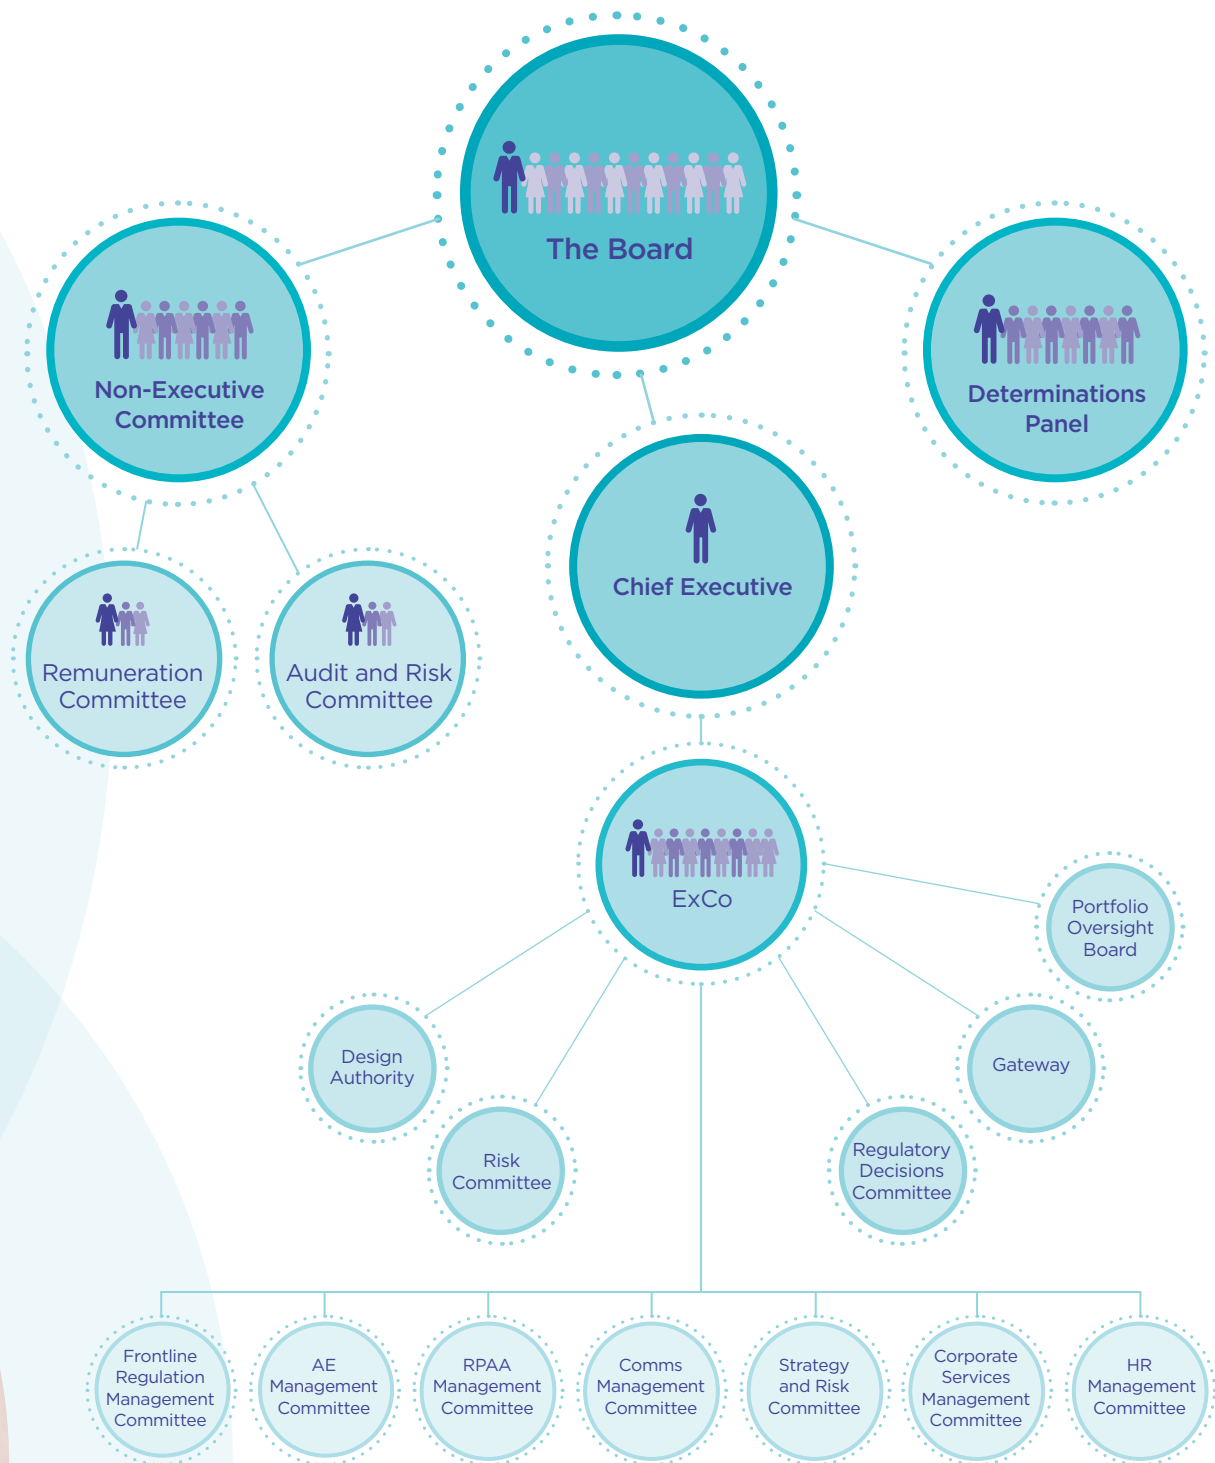 The Board
Non-Executive
Committee
Determinations
Panel
Chief Executive
Remuneration
Committee
Audit and Risk
Committee
ExCo
Portfolio
Oversight
Board
Design
Authority
Gateway
Risk
Committee
Regulatory
Decisions
Committee
Frontline
Regulation
Management
Committee
AE
Management
Committee
RPAA
Management
Committee
Comms
Management
Committee
Strategy
and Risk
Committee
Corporate
Services
Management
Committee
HR
Management
Committee